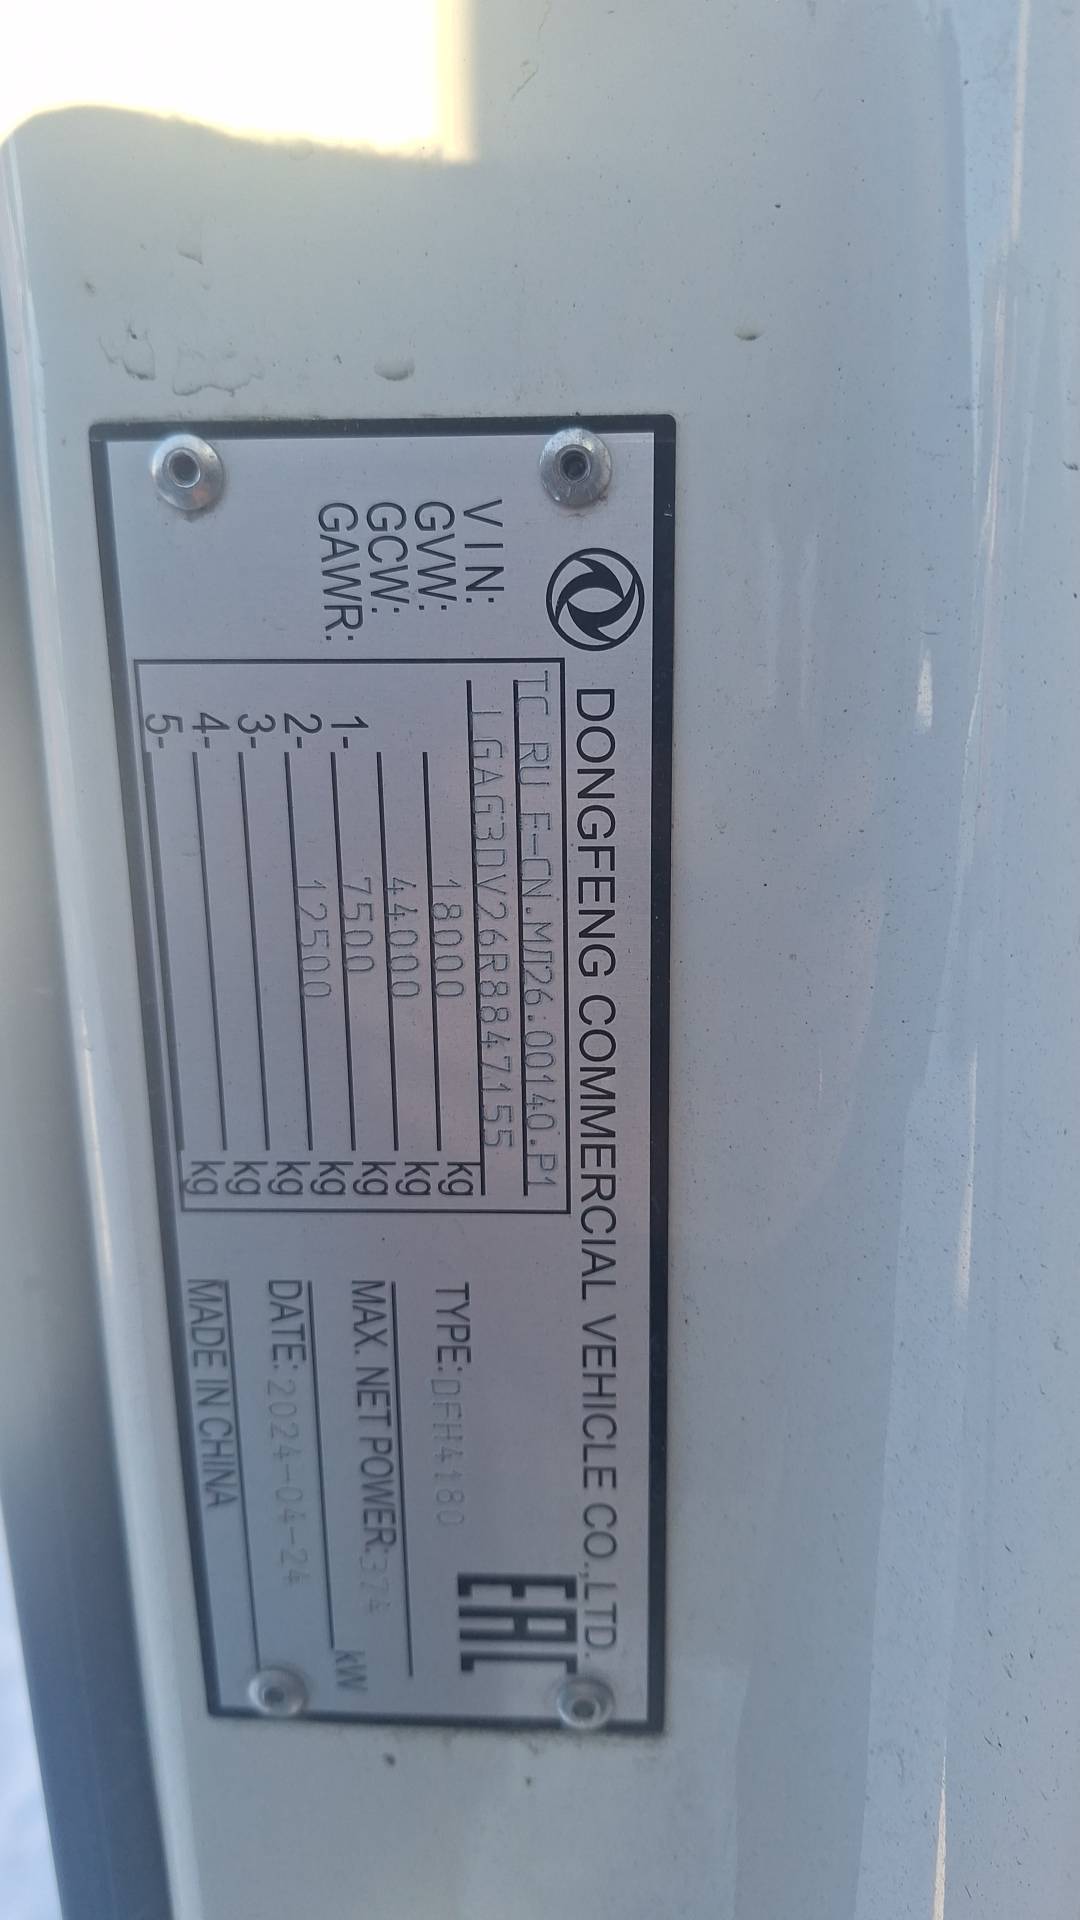 DONGFENG COMMERCIAL VEHICLE CO.,LTD.
TC RU E-CN.МЛ26.00140.P1
VIN: LGAG3DV26R8847155
GVW: 18000 kg
GCW: 44000 kg
GAWR: 1- 7500 kg
2- 12500 kg
3- kg
4- kg
5- kg
TYPE: DFH4180
EAC
MAX. NET POWER: 374 kW
DATE: 2024-04-24
MADE IN CHINA